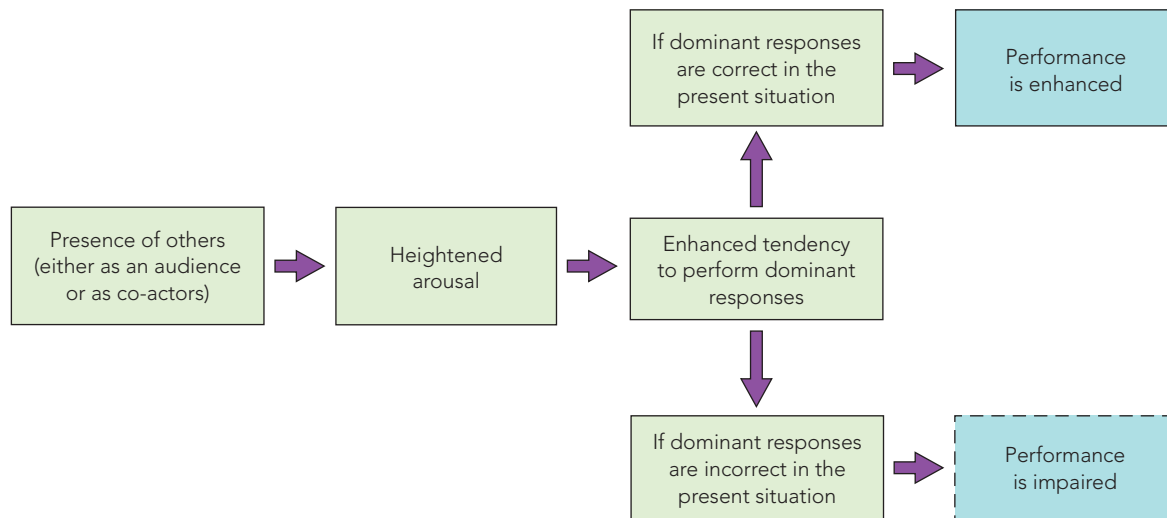 If dominant responses
are correct in the
present situation
Performance
is enhanced
Presence of others
(either as an audience
or as co-actors)
Heightened
arousal
Enhanced tendency
to perform dominant
responses
If dominant responses
are incorrect in the
present situation
Performance
is impaired